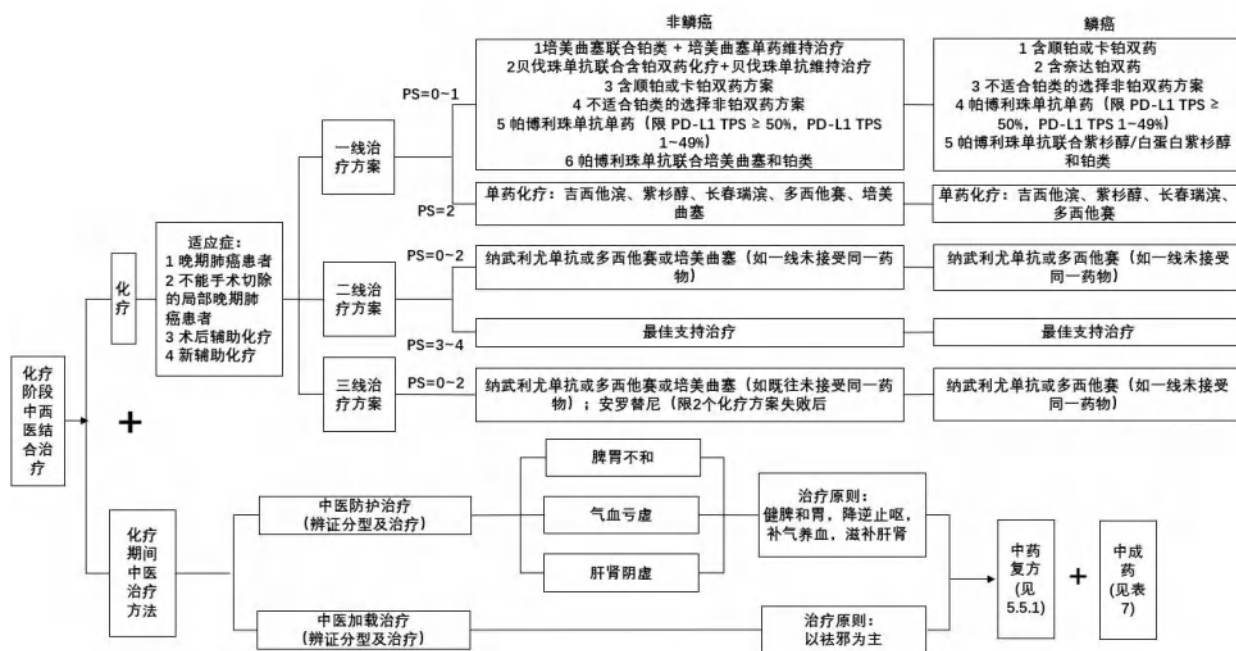 非鳞癌
鳞癌
PS=0~1
1培美曲塞联合铂类 + 培美曲塞单药维持治疗
2贝伐珠单抗联合含铂双药化疗+贝伐珠单抗维持治疗
3 含顺铂或卡铂双药方案
4 不适合铂类的选择非铂双药方案
5 帕博利珠单抗单药（限 PD-L1 TPS ≥ 50%，PD-L1 TPS
1~49%）
6 帕博利珠单抗联合培美曲塞和铂类
1 含顺铂或卡铂双药
2 含奈达铂双药
3 不适合铂类的选择非铂双药方案
4 帕博利珠单抗单药（限 PD-L1 TPS ≥
50%，PD-L1 TPS 1~49%）
5 帕博利珠单抗联合紫杉醇/白蛋白紫杉醇
和铂类
一线治
疗方案
PS=2
单药化疗：吉西他滨、紫杉醇、长春瑞滨、多西他赛、培美
曲塞
单药化疗：吉西他滨、紫杉醇、长春瑞滨、
多西他赛
适应症：
1 晚期肺癌患者
2 不能手术切除
的局部晚期肺
癌患者
3 术后辅助化疗
4 新辅助化疗
化
疗
二线治
疗方案
PS=0~2
纳武利尤单抗或多西他赛或培美曲塞（如一线未接受同一药
物）
纳武利尤单抗或多西他赛（如一线未接受
同一药物）
PS=3~4
最佳支持治疗
最佳支持治疗
三线治
疗方案
PS=0~2
纳武利尤单抗或多西他赛或培美曲塞（如既往未接受同一药
物）；安罗替尼（限2个化疗方案失败后
纳武利尤单抗或多西他赛（如一线未接受
同一药物）
化疗
阶段
中西
医结
合治
疗
+
化疗
期间
中医
治疗
方法
中医防护治疗
(辨证分型及治疗)
脾胃不和
气血亏虚
肝肾阴虚
治疗原则：
健脾和胃，降逆止呕，
补气养血，滋补肝肾
中医加载治疗
(辨证分型及治疗)
治疗原则：
以祛邪为主
中药
复方
(见
5.5.1)
+
中成
药
(见表
7)